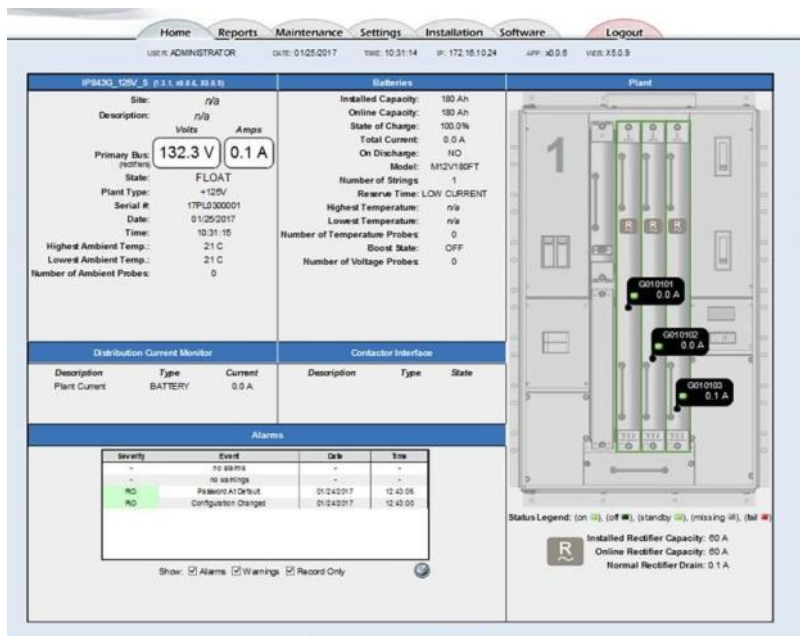 Home Reports Maintenance Settings Installation Software Logout
USER: ADMINISTRATOR DATE: 01/25/2017 TIME: 10:31:14 IP: 172.16.10.24 APP: x0.0.6 WEB: X5.0.9
IP843G_125V_S
Site: n/a
Description: n/a
Volts Amps
Primary Bus: 132.3 V 0.1 A
(rectifiers)
State: FLOAT
Plant Type: +125V
Serial #: 17PL0300001
Date: 01/25/2017
Time: 10:31:15
Highest Ambient Temp.: 21 C
Lowest Ambient Temp.: 21 C
Number of Ambient Probes: 0
Batteries
Installed Capacity: 180 Ah
Online Capacity: 180 Ah
State of Charge: 100.0%
Total Current: 0.0 A
On Discharge: NO
Model: M12V180FT
Number of Strings 1
Reserve Time: LOW CURRENT
Highest Temperature: n/a
Lowest Temperature: n/a
Number of Temperature Probes: 0
Boost State: OFF
Number of Voltage Probes: 0
Plant
1
R R R
G010101
0.0 A
G010102
0.0 A
G010103
0.1 A
Distribution Current Monitor
Description Type Current
Plant Current BATTERY 0.0 A
Contactor Interface
Description Type State
Alarms
Severity Event Date Time
- no alarms - -
- no warnings - -
RO Password At Default 01/24/2017 12:43:06
RO Configuration Changed 01/24/2017 12:43:00
Show: Alarms Warnings Record Only
Status Legend: (on ), (off ), (standby ), (missing ), (fail )
R
Installed Rectifier Capacity: 60 A
Online Rectifier Capacity: 60 A
Normal Rectifier Drain: 0.1 A